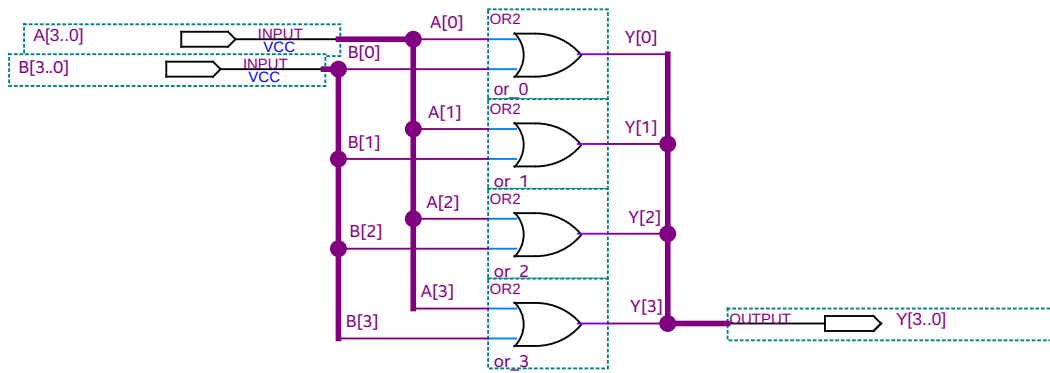 A[3..0]
INPUT
VCC
B[3..0]
INPUT
VCC
A[0]
B[0]
OR2
or_0
Y[0]
A[1]
B[1]
OR2
or_1
Y[1]
A[2]
B[2]
OR2
or_2
Y[2]
A[3]
B[3]
OR2
or_3
Y[3]
OUTPUT
Y[3..0]